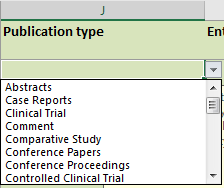 J
Publication type
Ent
Abstracts
Case Reports
Clinical Trial
Comment
Comparative Study
Conference Papers
Conference Proceedings
Controlled Clinical Trial